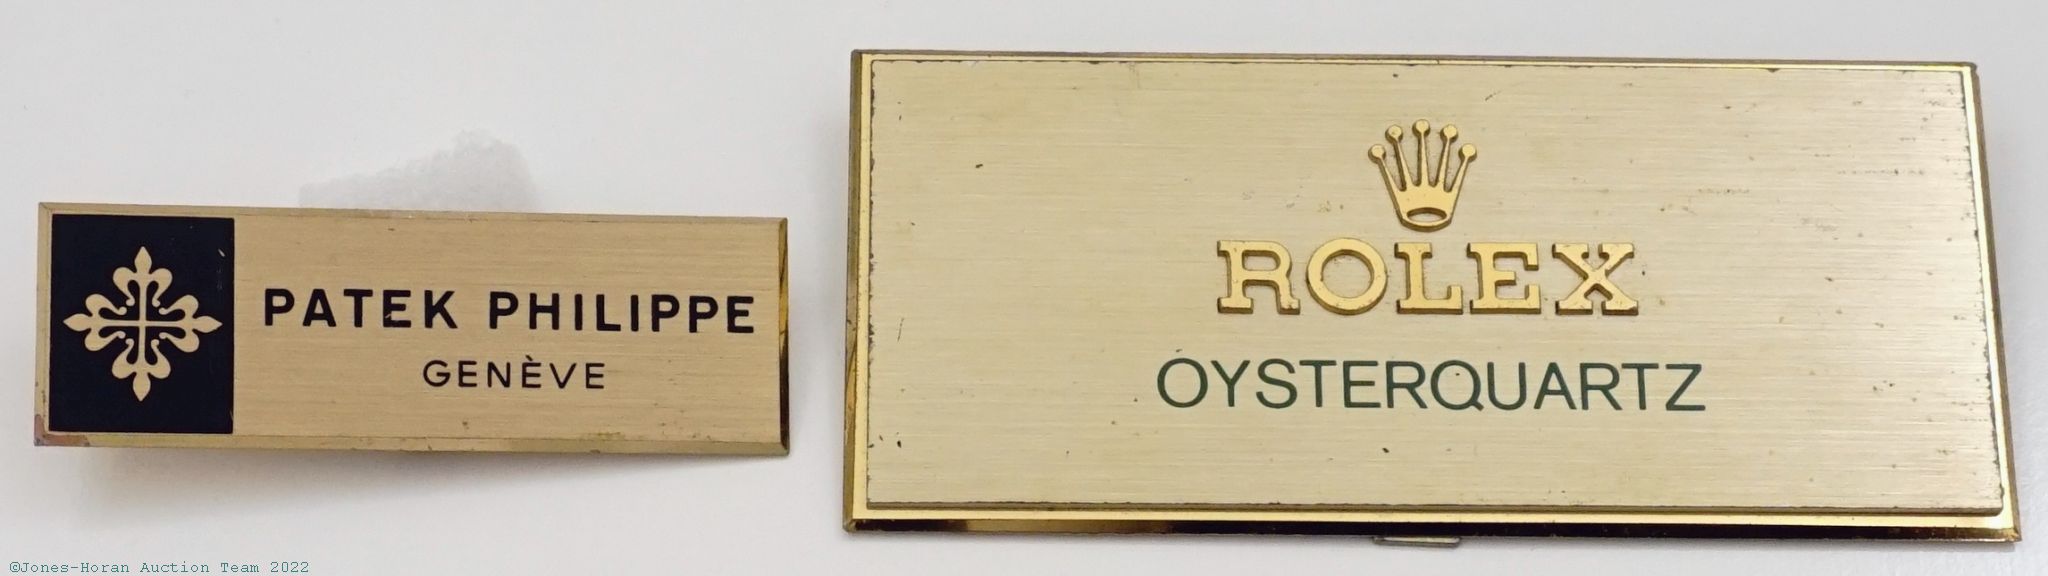 PATEK PHILIPPE
GENÈVE
ROLEX
OYSTERQUARTZ
©Jones-Horan Auction Team 2022